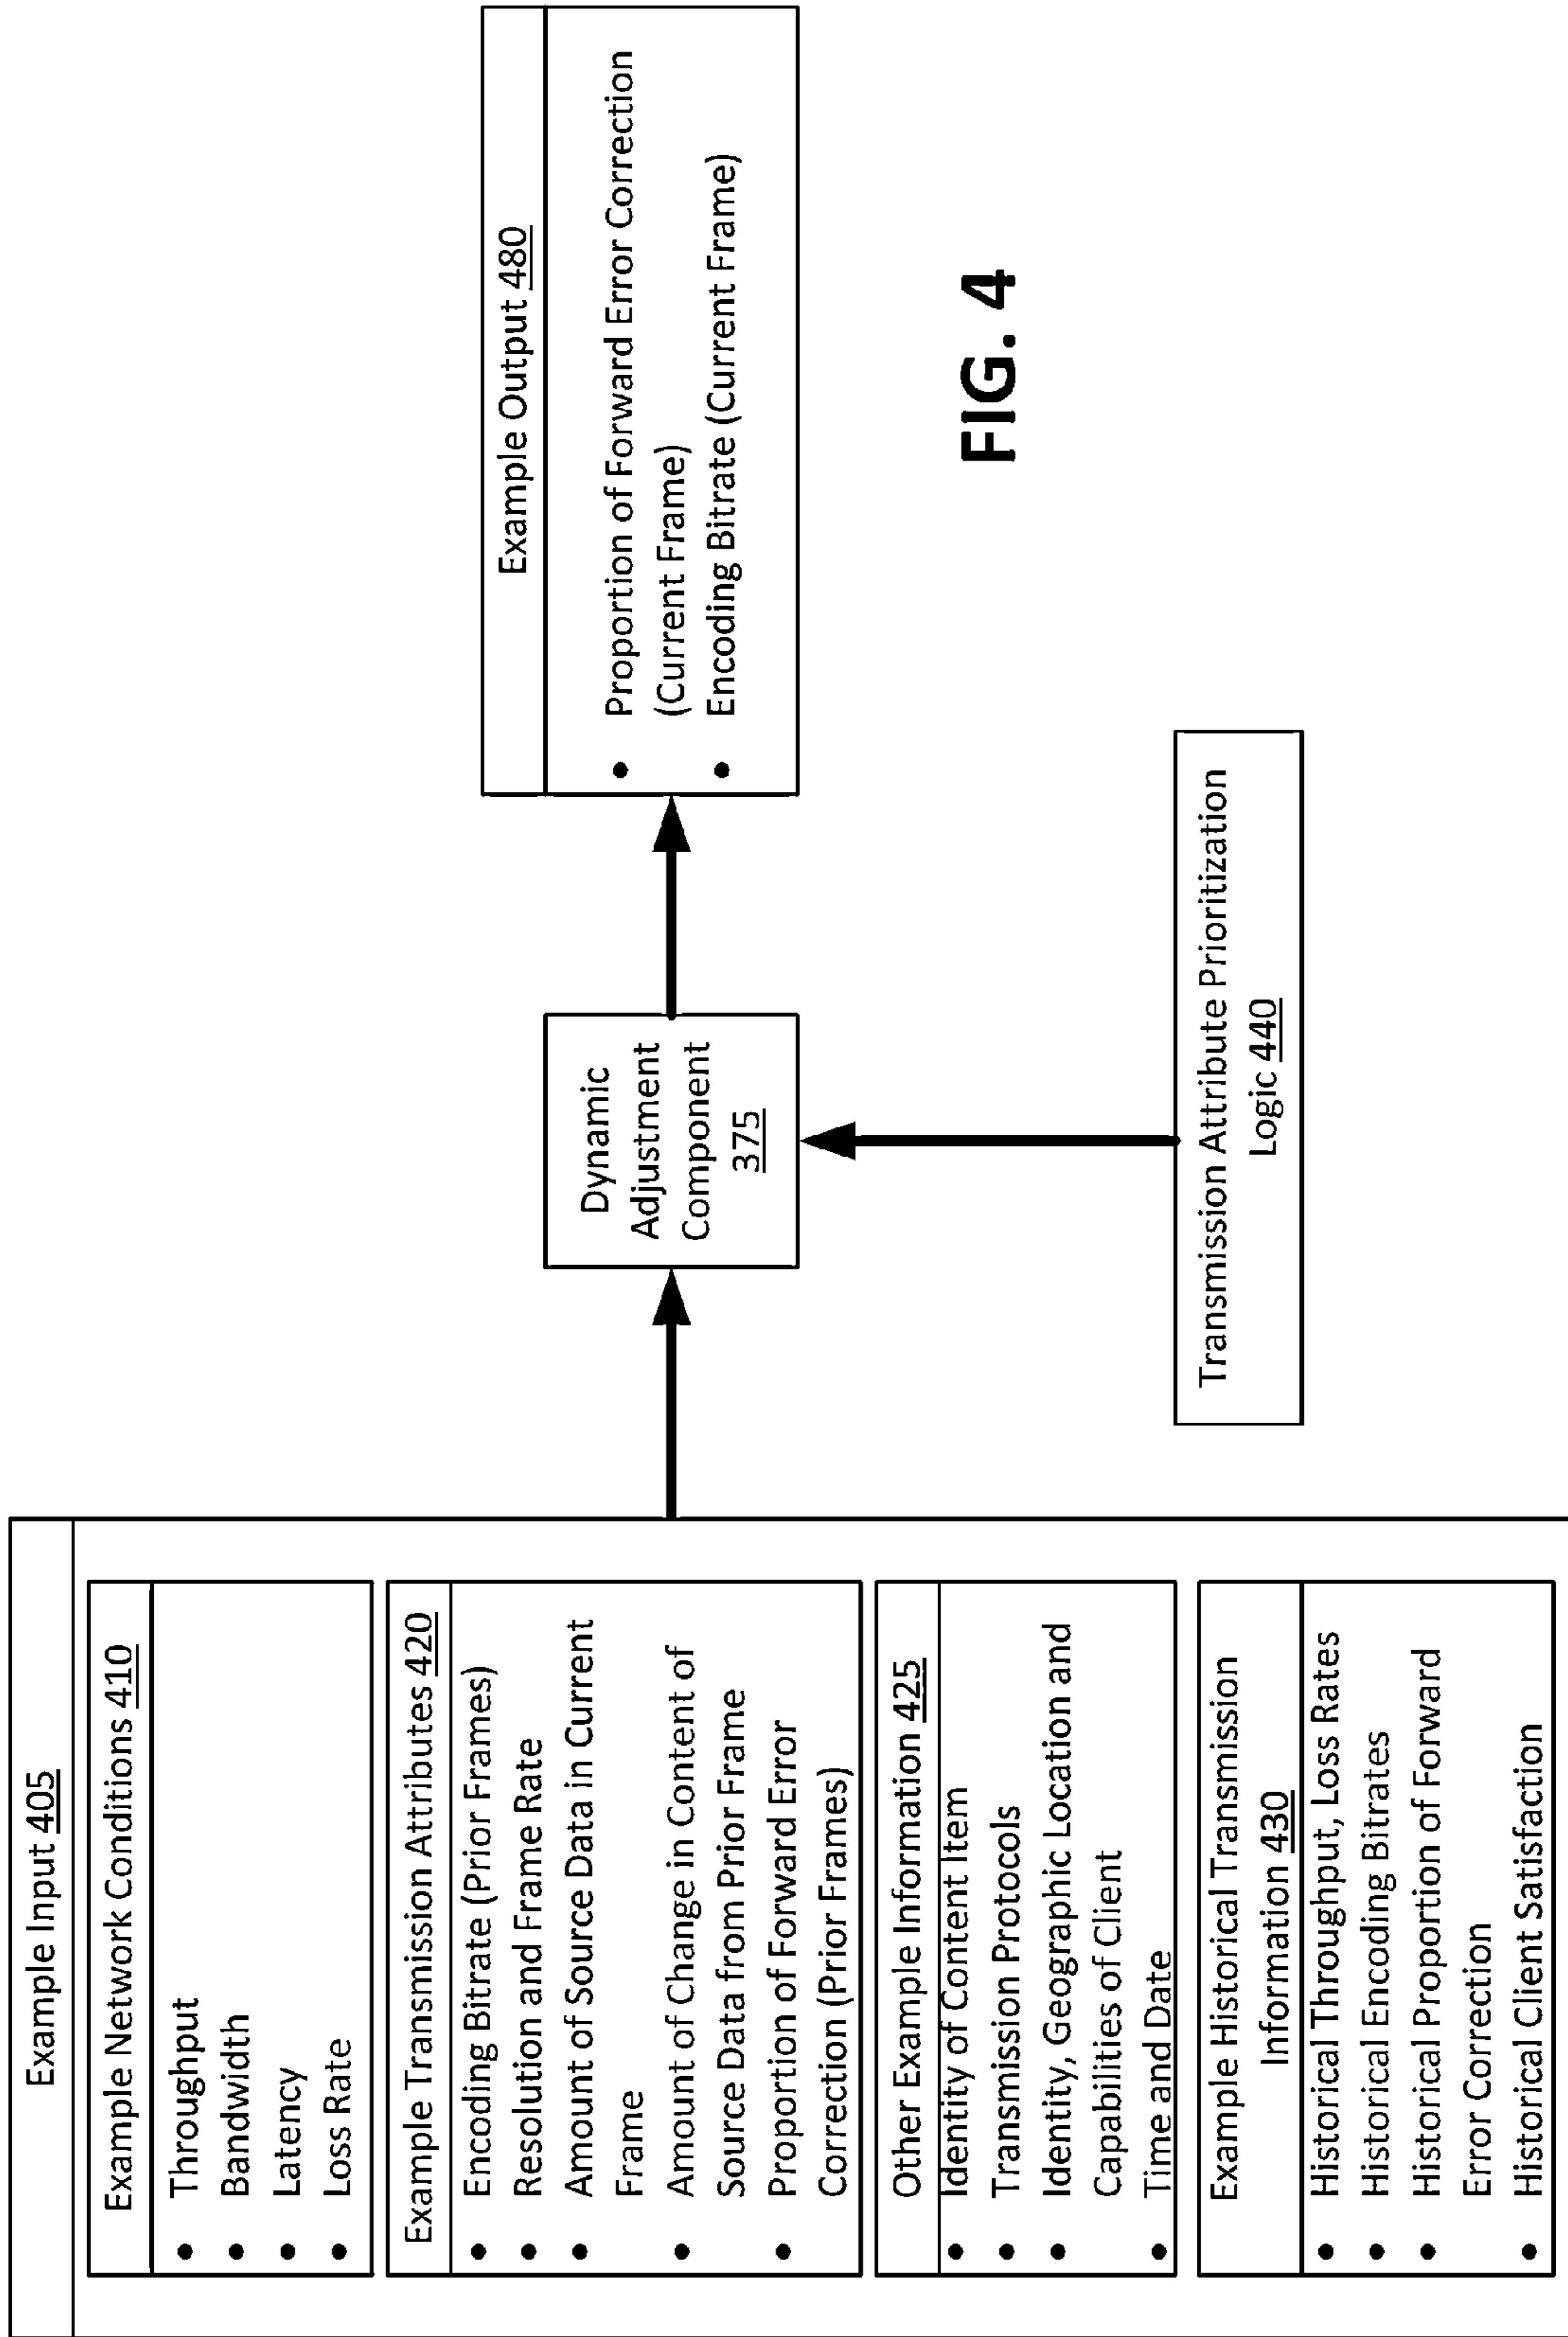 Example Input 405
Example Network Conditions 410
• Throughput
• Bandwidth
• Latency
• Loss Rate
Example Transmission Attributes 420
• Encoding Bitrate (Prior Frames)
• Resolution and Frame Rate
• Amount of Source Data in Current
Frame
• Amount of Change in Content of
Source Data from Prior Frame
• Proportion of Forward Error
Correction (Prior Frames)
Other Example Information 425
• Identity of Content Item
• Transmission Protocols
• Identity, Geographic Location and
Capabilities of Client
• Time and Date
Example Historical Transmission
Information 430
• Historical Throughput, Loss Rates
• Historical Encoding Bitrates
• Historical Proportion of Forward
Error Correction
• Historical Client Satisfaction
Dynamic
Adjustment
Component
375
Transmission Attribute Prioritization
Logic 440
Example Output 480
• Proportion of Forward Error Correction
(Current Frame)
• Encoding Bitrate (Current Frame)
FIG. 4